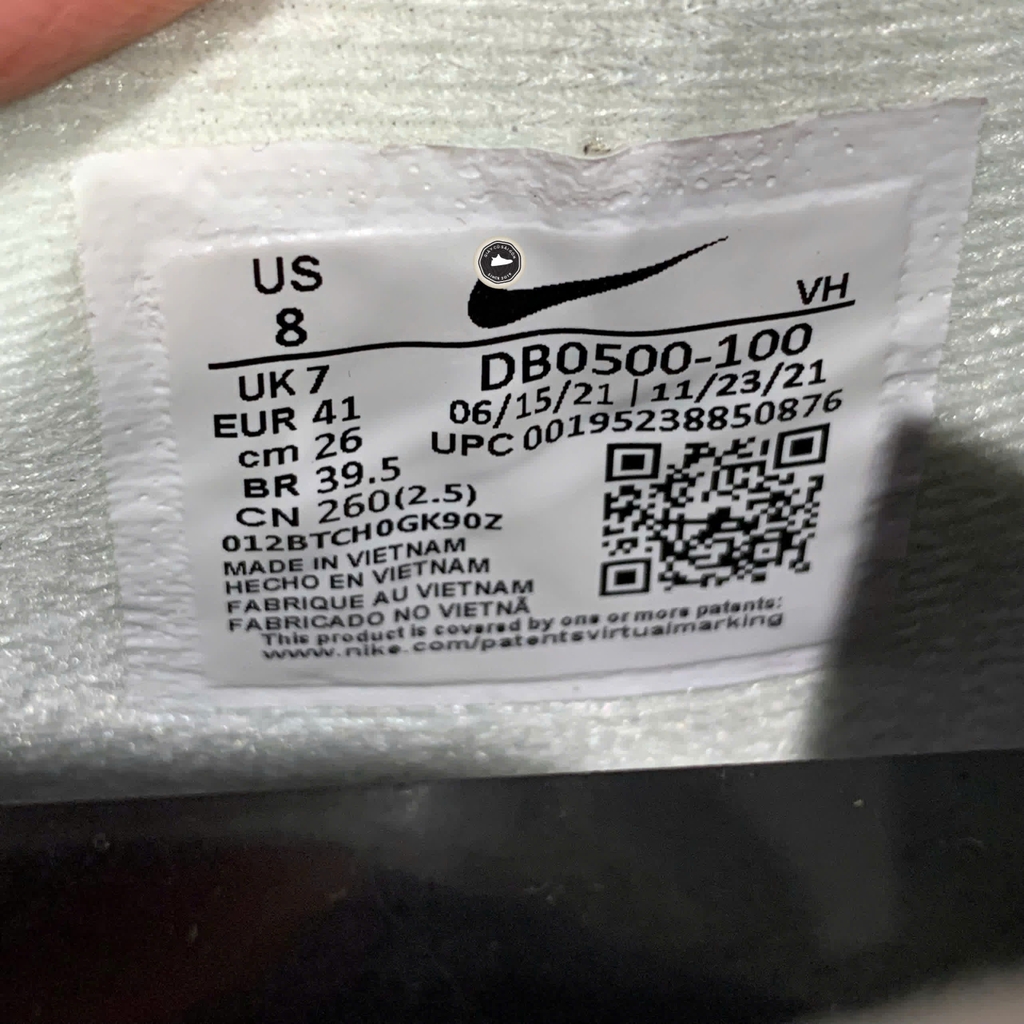 US
8
VH
UK 7
EUR 41
cm 26
BR 39.5
CN 260(2.5)
DB0500-100
06/15/21 | 11/23/21
UPC 00195238850876
012BTCH0GK90Z
MADE IN VIETNAM
HECHO EN VIETNAM
FABRIQUE AU VIETNAM
FABRICADO NO VIETNÃ
This product is covered by one or more patents:
www.nike.com/patentsvirtualmarking